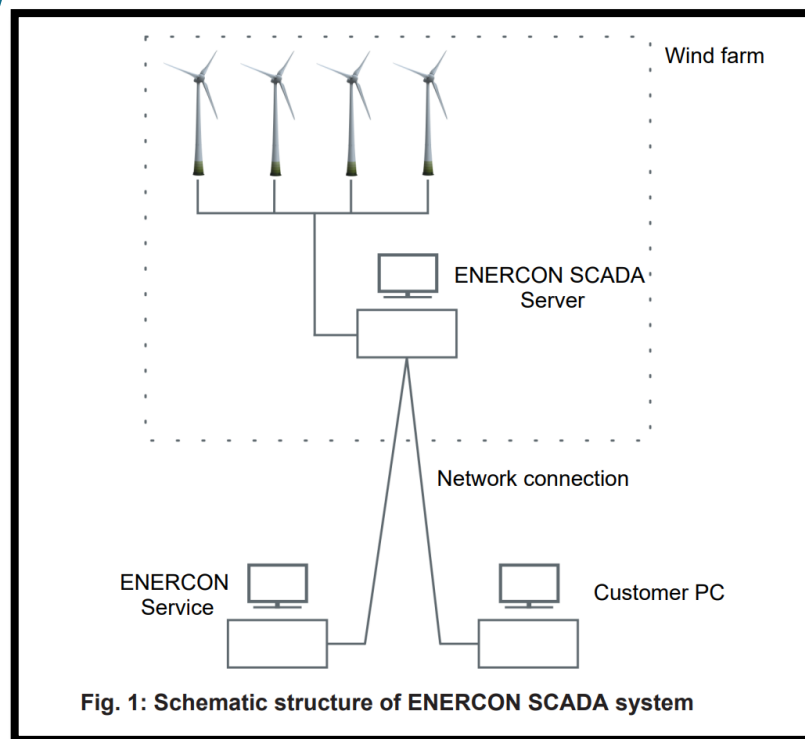 Wind farm
ENERCON SCADA
Server
Network connection
ENERCON
Service
Customer PC
Fig. 1: Schematic structure of ENERCON SCADA system